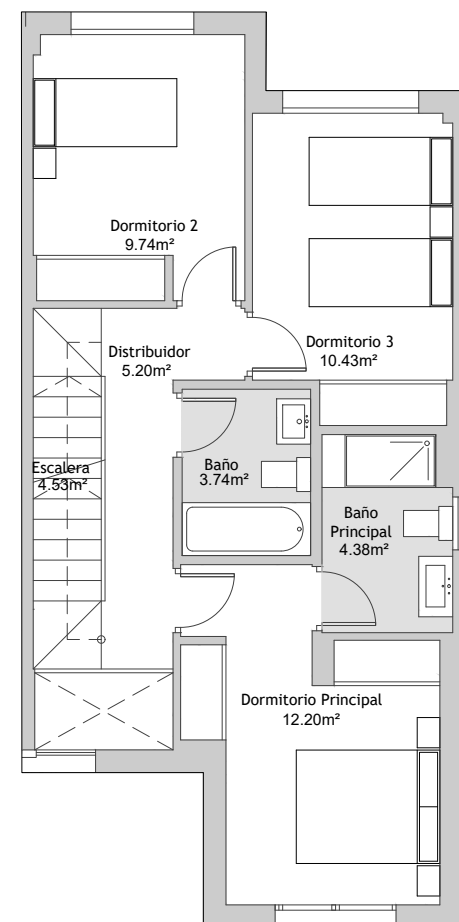 Dormitorio 2
9.74m²
Dormitorio 3
10.43m²
Distribuidor
5.20m²
Escalera
4.53m²
Baño
3.74m²
Baño
Principal
4.38m²
Dormitorio Principal
12.20m²